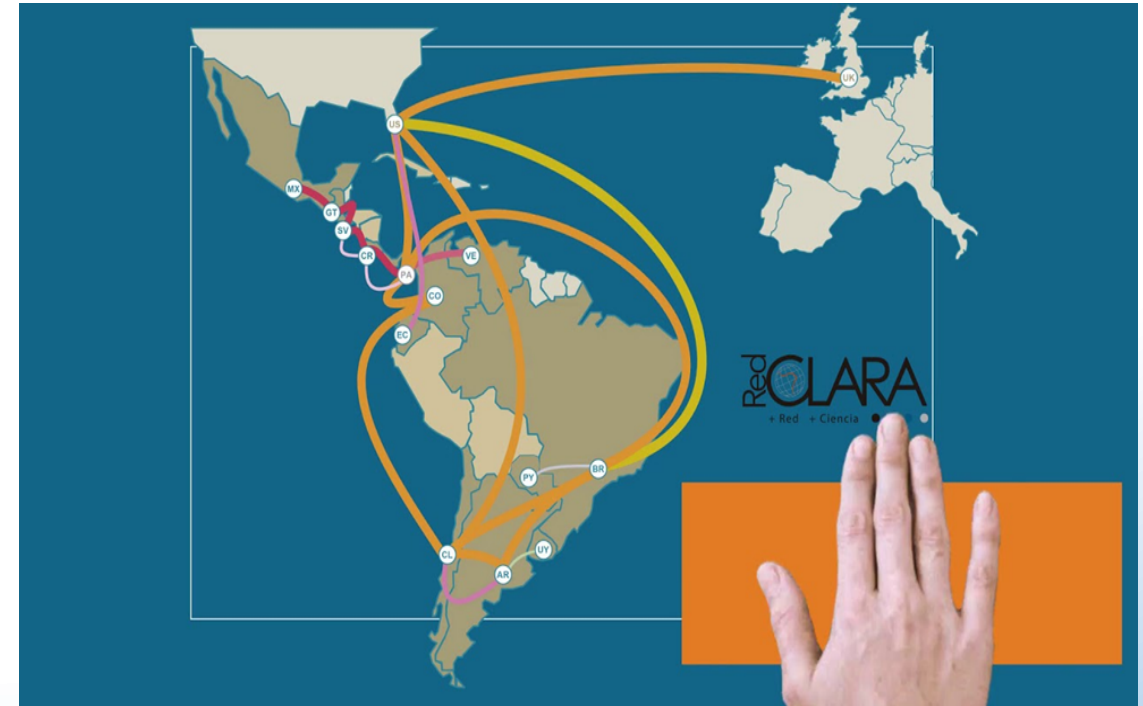 UK
US
MX
GT
SV
CR
VE
PA
CO
EC
Red
CLARA
+ Red + Ciencia
BR
PY
UY
CL
AR